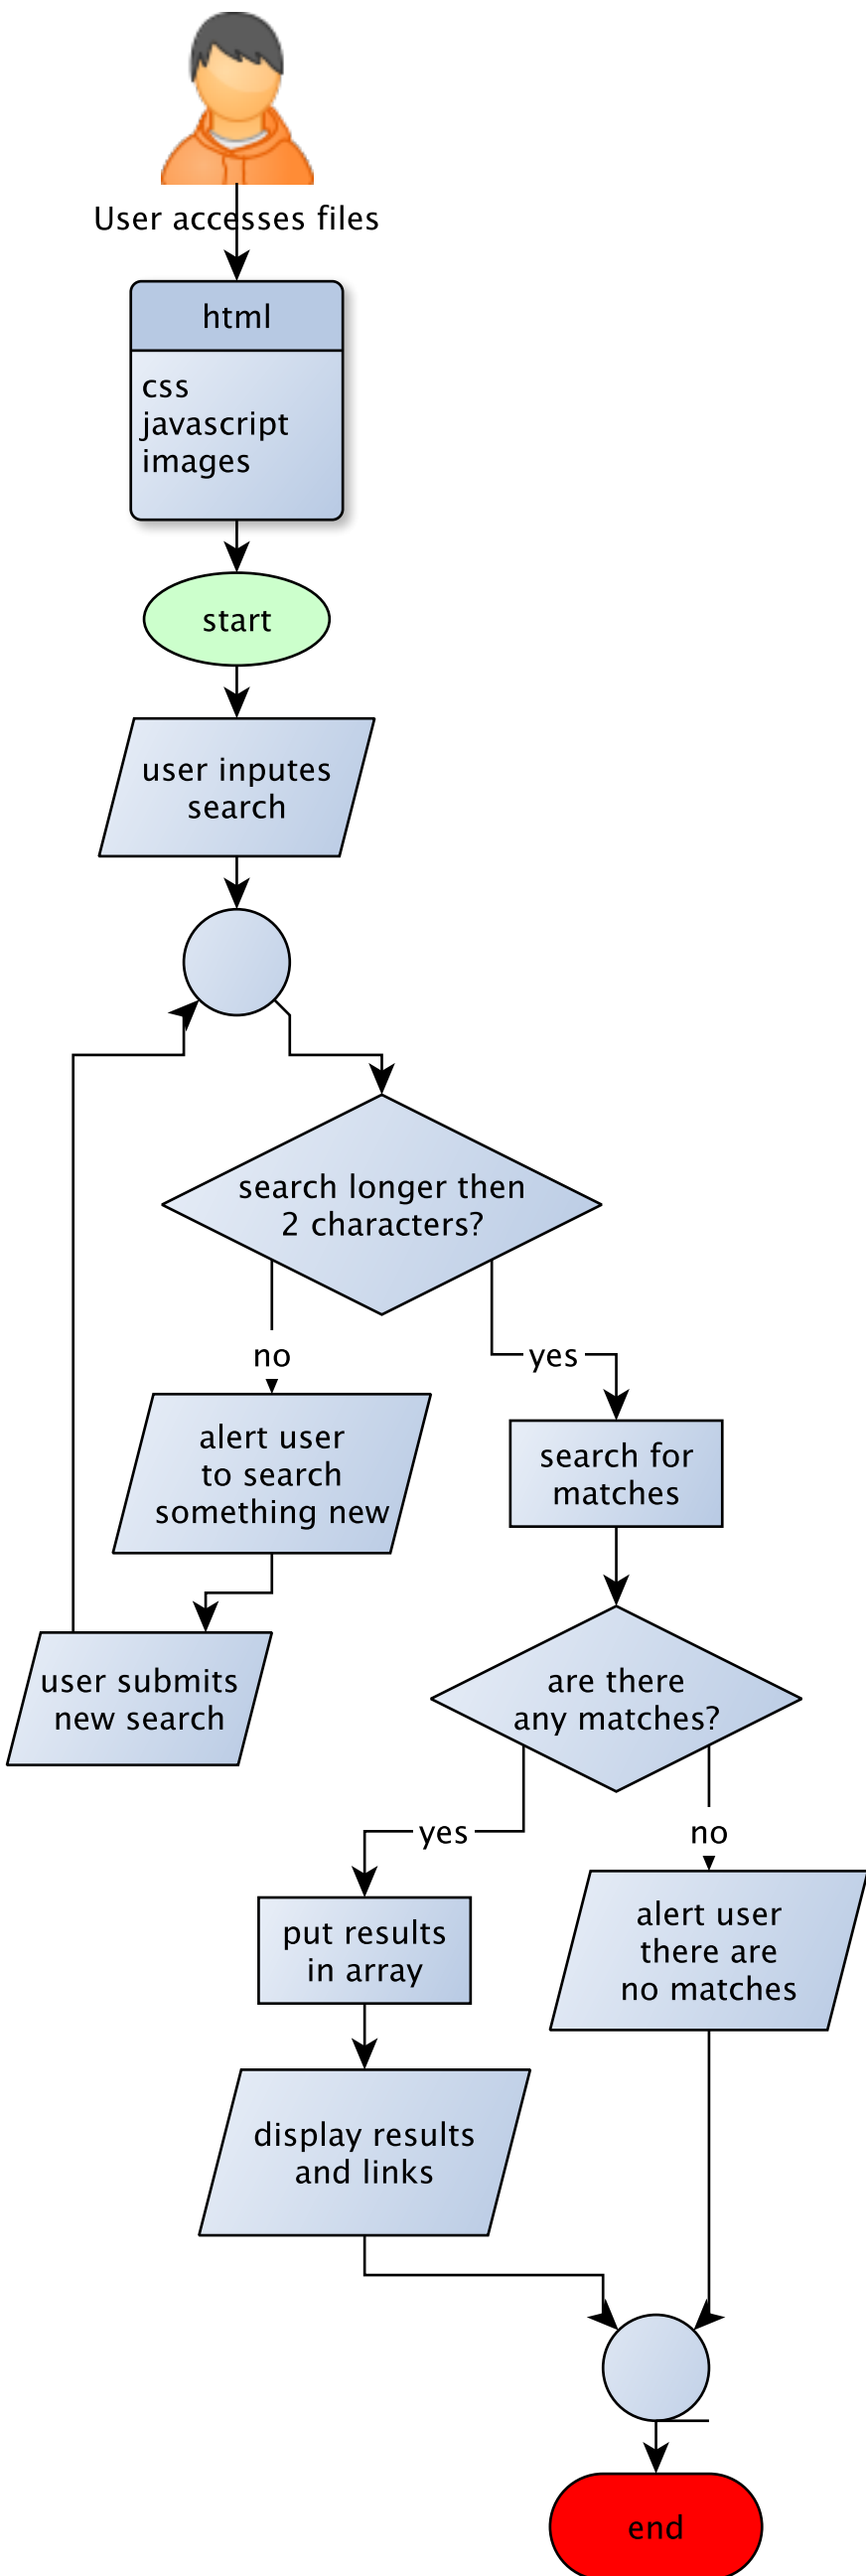 User accesses files
html
css
javascript
images
start
user inputes
search
search longer then
2 characters?
no
yes
alert user
to search
something new
search for
matches
user submits
new search
are there
any matches?
yes
no
put results
in array
alert user
there are
no matches
display results
and links
end